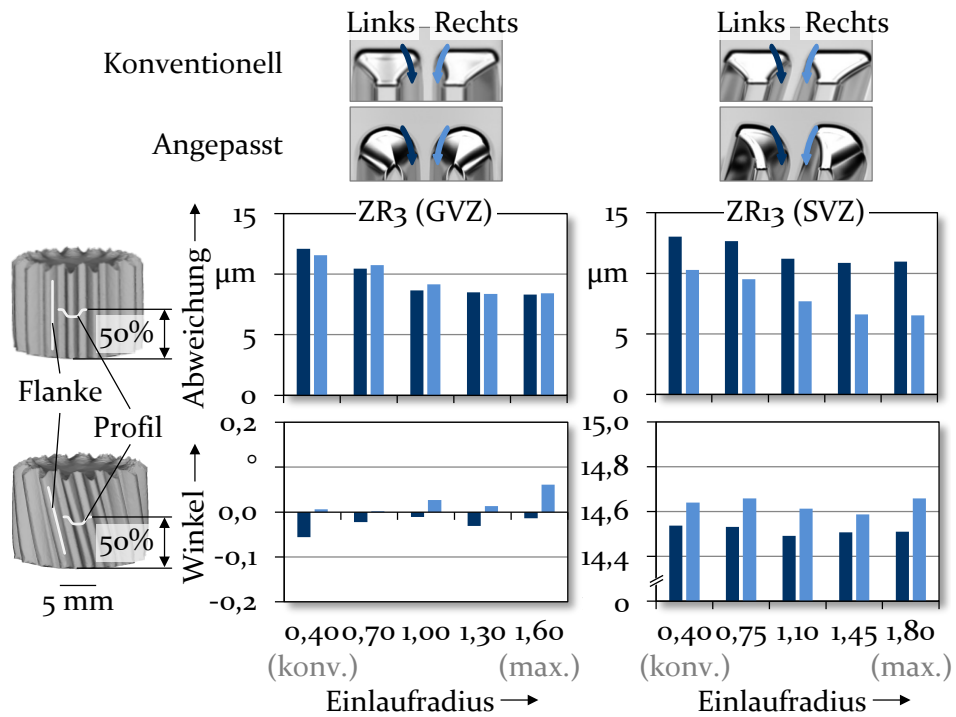 Links Rechts
Links Rechts
Konventionell
Angepasst
ZR3 (GVZ)
ZR13 (SVZ)
Abweichung
15
µm
5
0
15
µm
5
0
50%
Flanke
Profil
50%
5 mm
Winkel
0,2
°
0,0
-0,1
-0,2
15,0
14,8
14,6
14,4
0
0,40 0,70 1,00 1,30 1,60
(konv.) (max.)
Einlaufradius
0,40 0,75 1,10 1,45 1,80
(konv.) (max.)
Einlaufradius